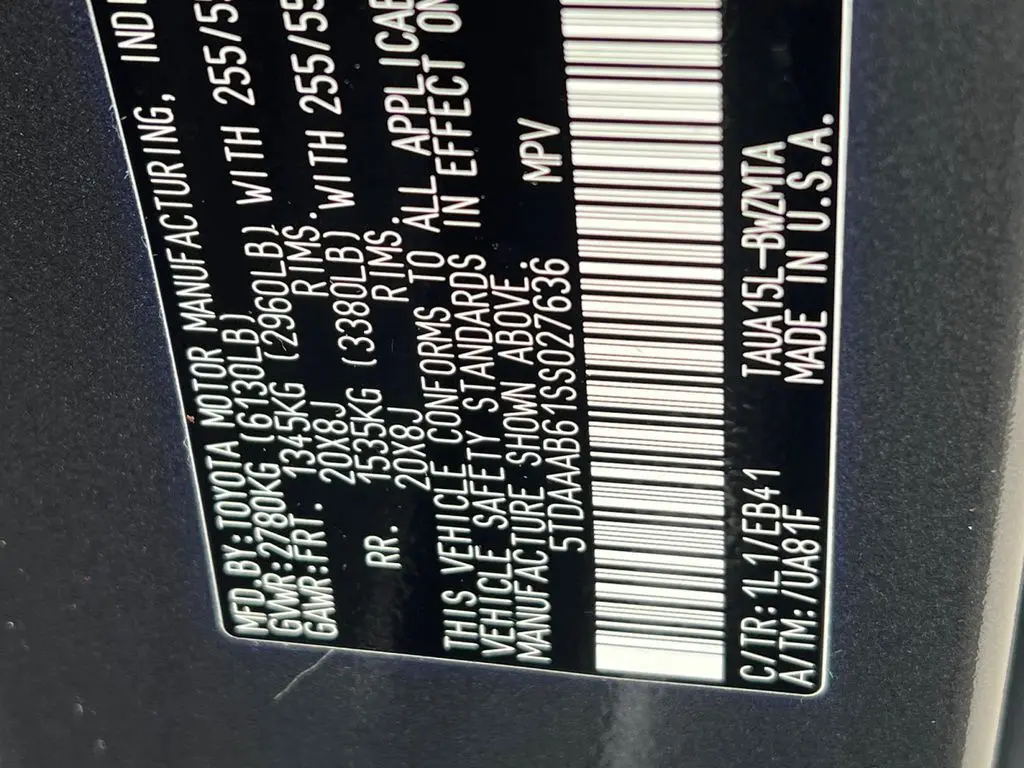 MFD.BY:TOYOTA MOTOR MANUFACTURING, INDI
GVWR:2780KG (6130LB)
GAWR:FRT. 1345KG (2960LB) WITH 255/55
20X8J RIMS.
RR. 1535KG (3380LB) WITH 255/55
20X8J RIMS.
THIS VEHICLE CONFORMS TO ALL APPLICAB
VEHICLE SAFETY STANDARDS IN EFFECT ON
MANUFACTURE SHOWN ABOVE.
5TDAAAB61SS027636 MPV
C/TR:1L1/EB41 TAUA15L-BWZMTA
A/TM:/UA81F MADE IN U.S.A.